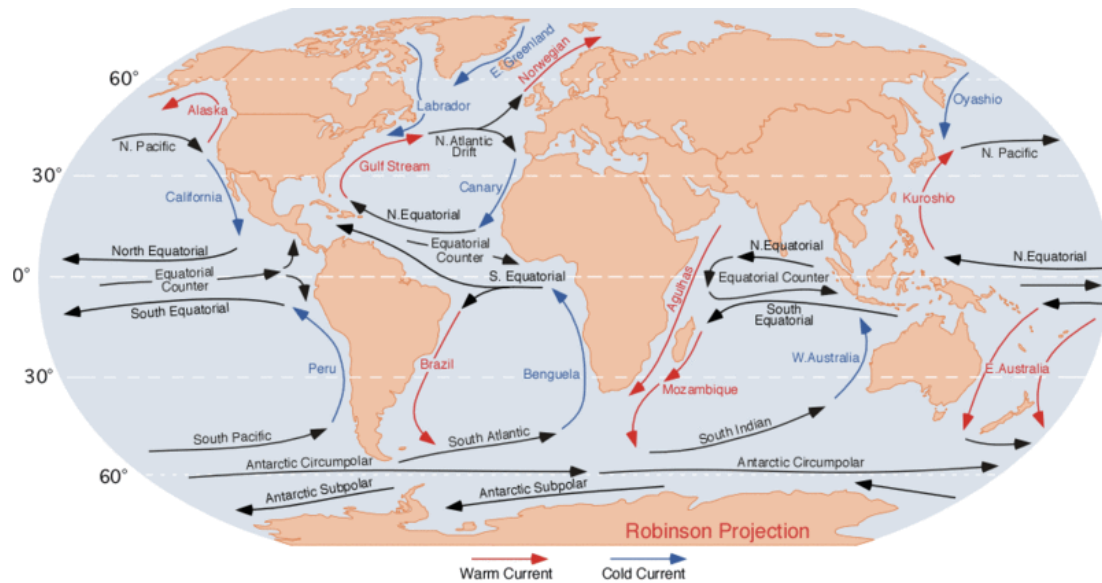 60°
30°
0°
30°
60°
Alaska
N. Pacific
California
North Equatorial
Equatorial
Counter
South Equatorial
Peru
South Pacific
Antarctic Circumpolar
Antarctic Subpolar
Labrador
E. Greenland
Norwegian
N. Atlantic
Drift
Gulf Stream
Canary
N.Equatorial
Equatorial
Counter
S. Equatorial
Brazil
Benguela
South Atlantic
Antarctic Subpolar
Agulhas
Mozambique
N.Equatorial
Equatorial Counter
South
Equatorial
W.Australia
South Indian
Antarctic Circumpolar
Oyashio
N. Pacific
Kuroshio
N.Equatorial
E.Australia
Robinson Projection
Warm Current
Cold Current